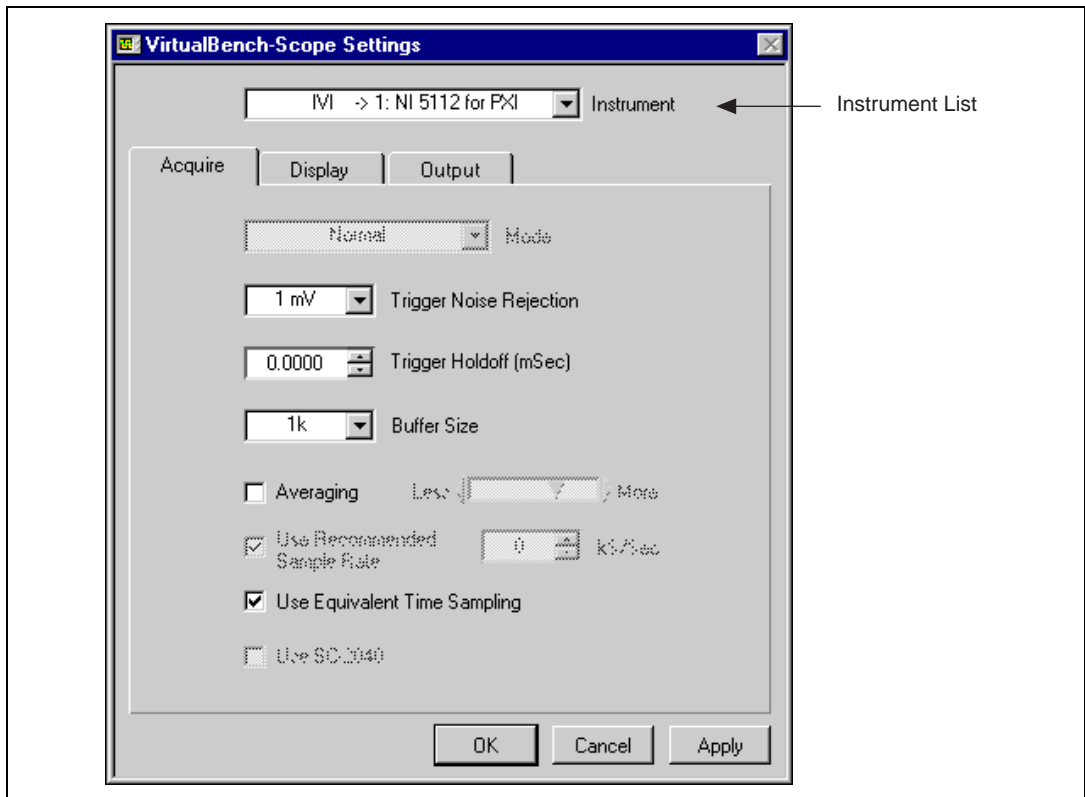 VirtualBench-Scope Settings
IVI -> 1: NI 5112 for PXI Instrument Instrument List
Acquire Display Output
Normal Mode
1 mV Trigger Noise Rejection
0.0000 Trigger Holdoff (mSec)
1k Buffer Size
Averaging Less More
Use Recommended 0 kS/Sec
Sample Rate
Use Equivalent Time Sampling
Use SC-2040
OK Cancel Apply